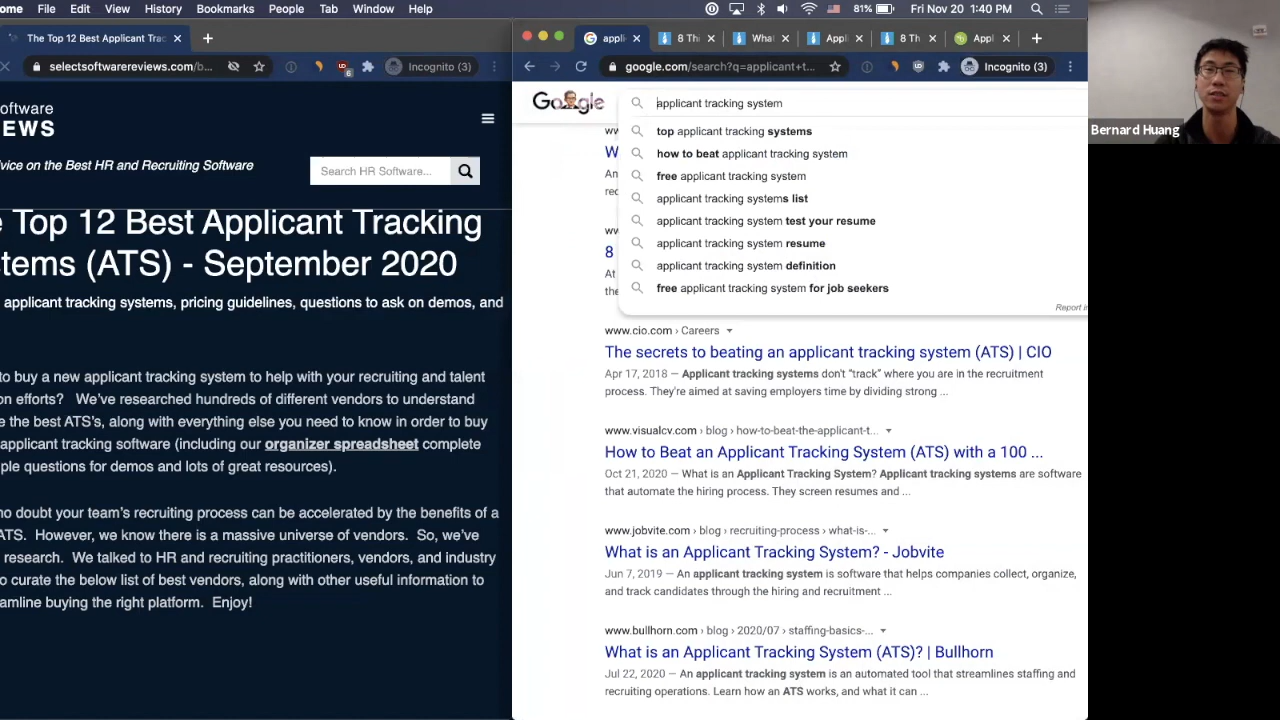 ome File Edit View History Bookmarks People Tab Window Help
81% Fri Nov 20 1:40 PM
The Top 12 Best Applicant Trac
selectsoftwarereviews.com/b...
6
Incognito (3)
oftware
EWS
vice on the Best HR and Recruiting Software
Search HR Software...
e Top 12 Best Applicant Tracking
tems (ATS) - September 2020
applicant tracking systems, pricing guidelines, questions to ask on demos, and
to buy a new applicant tracking system to help with your recruiting and talent
on efforts? We've researched hundreds of different vendors to understand
e the best ATS's, along with everything else you need to know in order to buy
applicant tracking software (including our organizer spreadsheet complete
ple questions for demos and lots of great resources).
no doubt your team's recruiting process can be accelerated by the benefits of a
ATS. However, we know there is a massive universe of vendors. So, we've
research. We talked to HR and recruiting practitioners, vendors, and industry
to curate the below list of best vendors, along with other useful information to
amline buying the right platform. Enjoy!
appli
8 Thi
What
Appli
8 Th
Appl
google.com/search?q=applicant+t...
Incognito (3)
Google
applicant tracking system
top applicant tracking systems
how to beat applicant tracking system
free applicant tracking system
applicant tracking systems list
applicant tracking system test your resume
applicant tracking system resume
applicant tracking system definition
free applicant tracking system for job seekers
Report in
ww
W
An
rec
ww
8
At
the
www.cio.com › Careers
The secrets to beating an applicant tracking system (ATS) | CIO
Apr 17, 2018 — Applicant tracking systems don't "track" where you are in the recruitment
process. They're aimed at saving employers time by dividing strong ...
www.visualcv.com › blog › how-to-beat-the-applicant-t...
How to Beat an Applicant Tracking System (ATS) with a 100 ...
Oct 21, 2020 — What is an Applicant Tracking System? Applicant tracking systems are software
that automate the hiring process. They screen resumes and ...
www.jobvite.com › blog › recruiting-process › what-is-...
What is an Applicant Tracking System? - Jobvite
Jun 7, 2019 — An applicant tracking system is software that helps companies collect, organize,
and track candidates through the hiring and recruitment ...
www.bullhorn.com › blog › 2020/07 › staffing-basics-...
What is an Applicant Tracking System (ATS)? | Bullhorn
Jul 22, 2020 — An applicant tracking system is an automated tool that streamlines staffing and
recruiting operations. Learn how an ATS works, and what it can ...
Bernard Huang